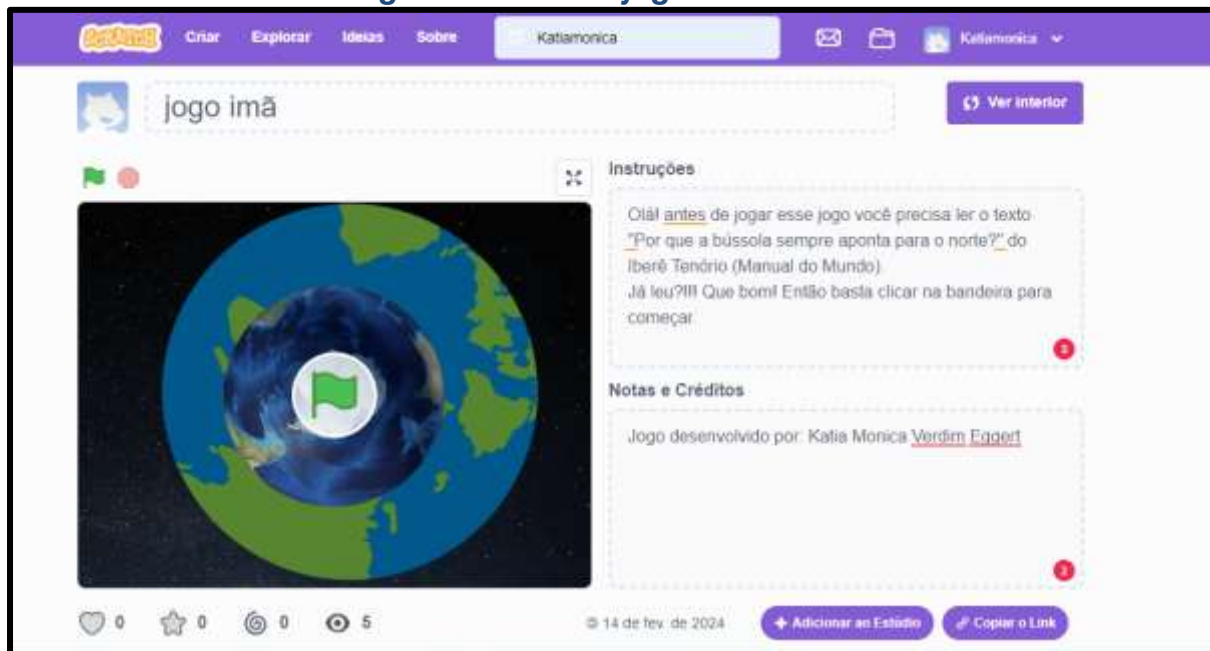 SCRATCH Criar Explorar Ideias Sobre Katiamonica Katiamonica
jogo imã
Ver interior
Instruções
Olá! antes de jogar esse jogo você precisa ler o texto
"Por que a bússola sempre aponta para o norte?" do
Iberê Tenório (Manual do Mundo).
Já leu?!!! Que bom! Então basta clicar na bandeira para
começar
Notas e Créditos
Jogo desenvolvido por: Katia Monica Verdim Eggert
0 0 0 5
© 14 de fev. de 2024
Adicionar ao Estúdio
Copiar o Link